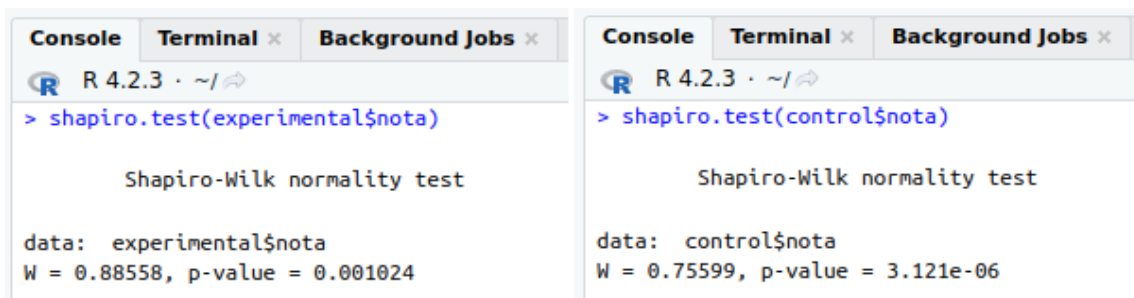 Console Terminal × Background Jobs ×
R R 4.2.3 · ~/
> shapiro.test(experimental$nota)
Shapiro-Wilk normality test
data: experimental$nota
W = 0.88558, p-value = 0.001024
Console Terminal × Background Jobs ×
R R 4.2.3 · ~/
> shapiro.test(control$nota)
Shapiro-Wilk normality test
data: control$nota
W = 0.75599, p-value = 3.121e-06